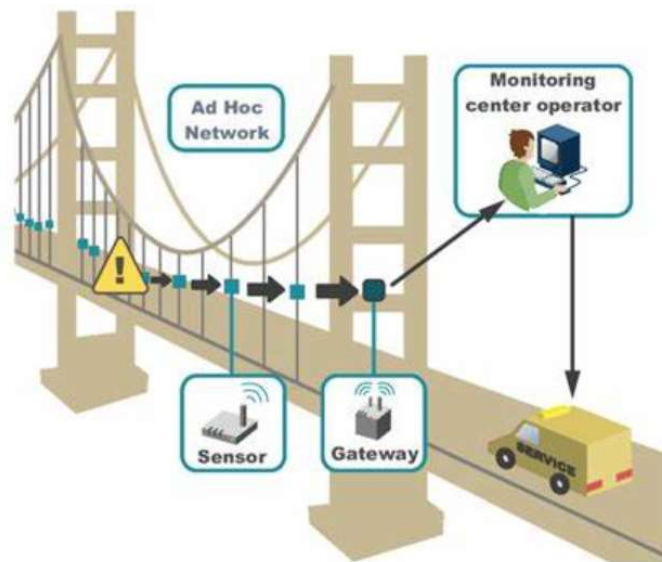 Ad Hoc
Network
Monitoring
center operator
!
Sensor
Gateway
SERVICE